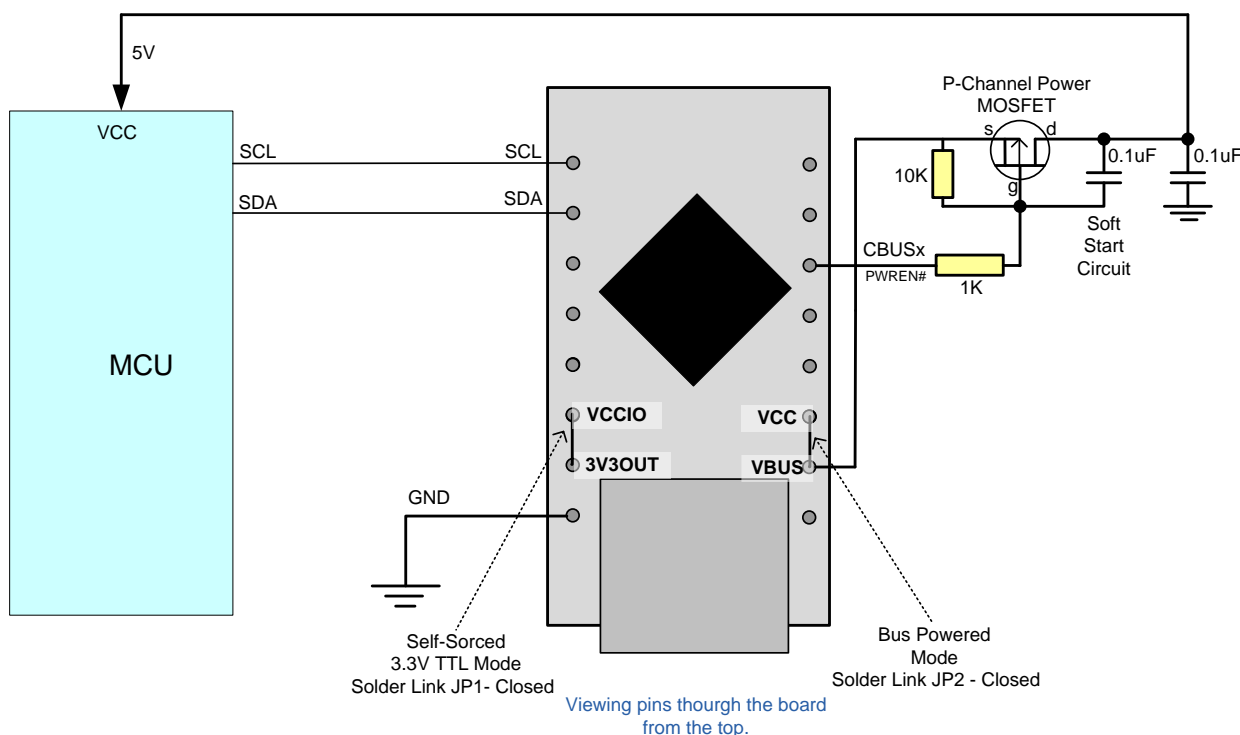 5V
P-Channel Power
MOSFET
VCC
s
d
SCL
SCL
0.1uF
0.1uF
10K
g
SDA
SDA
Soft
Start
Circuit
CBUSx
PWREN#
1K
MCU
VCCIO
VCC
3V3OUT
VBUS
GND
Self-Sorced
3.3V TTL Mode
Solder Link JP1- Closed
Bus Powered
Mode
Solder Link JP2 - Closed
Viewing pins thourgh the board
from the top.